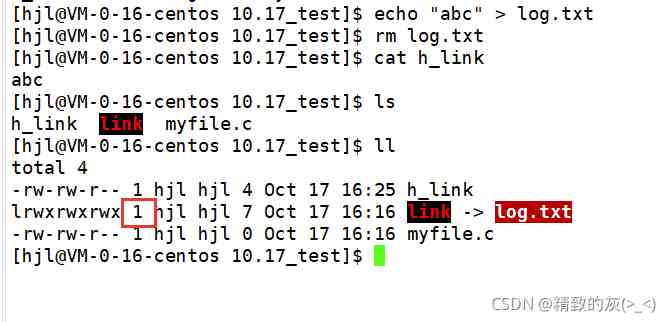 [hjl@VM-0-16-centos 10.17_test]$ echo "abc" > log.txt
[hjl@VM-0-16-centos 10.17_test]$ rm log.txt
[hjl@VM-0-16-centos 10.17_test]$ cat h_link
abc
[hjl@VM-0-16-centos 10.17_test]$ ls
h_link  link  myfile.c
[hjl@VM-0-16-centos 10.17_test]$ ll
total 4
-rw-rw-r-- 1 hjl hjl 4 Oct 17 16:25 h_link
lrwxrwxrwx 1 hjl hjl 7 Oct 17 16:16 link -> log.txt
-rw-rw-r-- 1 hjl hjl 0 Oct 17 16:16 myfile.c
[hjl@VM-0-16-centos 10.17_test]$
CSDN @精致的灰(>_<)